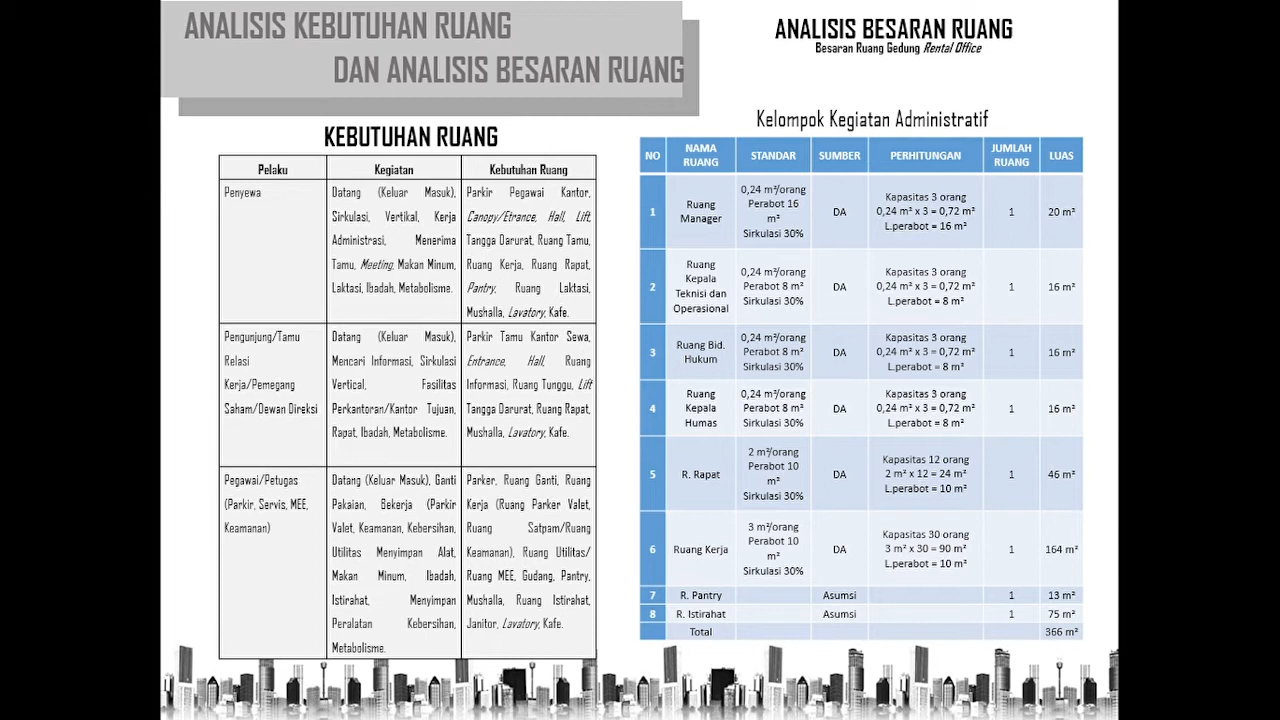 ANALISIS KEBUTUHAN RUANG
DAN ANALISIS BESARAN RUANG
KEBUTUHAN RUANG
Pelaku Kegiatan Kebutuhan Ruang
Penyewa
Datang (Keluar Masuk),
Sirkulasi, Vertikal, Kerja
Administrasi, Menerima
Tamu, Meeting, Makan Minum,
Laktasi, Ibadah, Metabolisme.
Parkir Pegawai Kantor,
Canopy/Etrance, Hall, Lift,
Tangga Darurat, Ruang Tamu,
Ruang Kerja, Ruang Rapat,
Pantry, Ruang Laktasi,
Mushalla, Lavatory, Kafe.
Pengunjung/Tamu
Relasi
Kerja/Pemegang
Saham/Dewan Direksi
Datang (Keluar Masuk),
Mencari Informasi, Sirkulasi
Vertical, Fasilitas
Perkantoran/Kantor Tujuan,
Rapat, Ibadah, Metabolisme.
Parkir Tamu Kantor Sewa,
Entrance, Hall, Ruang
Informasi, Ruang Tunggu, Lift
Tangga Darurat, Ruang Rapat,
Mushalla, Lavatory, Kafe.
Pegawai/Petugas
(Parkir, Servis, MEE,
Keamanan)
Datang (Keluar Masuk), Ganti
Pakaian, Bekerja (Parkir
Valet, Keamanan, Kebersihan,
Utilitas Menyimpan Alat,
Makan Minum, Ibadah,
Istirahat, Menyimpan
Peralatan Kebersihan,
Metabolisme.
Parker, Ruang Ganti, Ruang
Kerja (Ruang Parker Valet,
Ruang Satpam/Ruang
Keamanan), Ruang Utilitas/
Ruang MEE, Gudang, Pantry,
Mushalla, Ruang Istirahat,
Janitor, Lavatory, Kafe.
ANALISIS BESARAN RUANG
Besaran Ruang Gedung Rental Office
Kelompok Kegiatan Administratif
NO NAMA RUANG STANDAR SUMBER PERHITUNGAN JUMLAH RUANG LUAS
1
Ruang
Manager
0,24 m²/orang
Perabot 16
m²
Sirkulasi 30%
DA
Kapasitas 3 orang
0,24 m² x 3 = 0,72 m²
L.perabot = 16 m²
1
20 m²
2
Ruang
Kepala
Teknisi dan
Operasional
0,24 m²/orang
Perabot 8 m²
Sirkulasi 30%
DA
Kapasitas 3 orang
0,24 m² x 3 = 0,72 m²
L.perabot = 8 m²
1
16 m²
3
Ruang Bid.
Hukum
0,24 m²/orang
Perabot 8 m²
Sirkulasi 30%
DA
Kapasitas 3 orang
0,24 m² x 3 = 0,72 m²
L.perabot = 8 m²
1
16 m²
4
Ruang
Kepala
Humas
0,24 m²/orang
Perabot 8 m²
Sirkulasi 30%
DA
Kapasitas 3 orang
0,24 m² x 3 = 0,72 m²
L.perabot = 8 m²
1
16 m²
5
R. Rapat
2 m²/orang
Perabot 10
m²
Sirkulasi 30%
DA
Kapasitas 12 orang
2 m² x 12 = 24 m²
L.perabot = 10 m²
1
46 m²
6
Ruang Kerja
3 m²/orang
Perabot 10
m²
Sirkulasi 30%
DA
Kapasitas 30 orang
3 m² x 30 = 90 m²
L.perabot = 10 m²
1
164 m²
7 R. Pantry Asumsi 1 13 m²
8 R. Istirahat Asumsi 1 75 m²
Total 366 m²